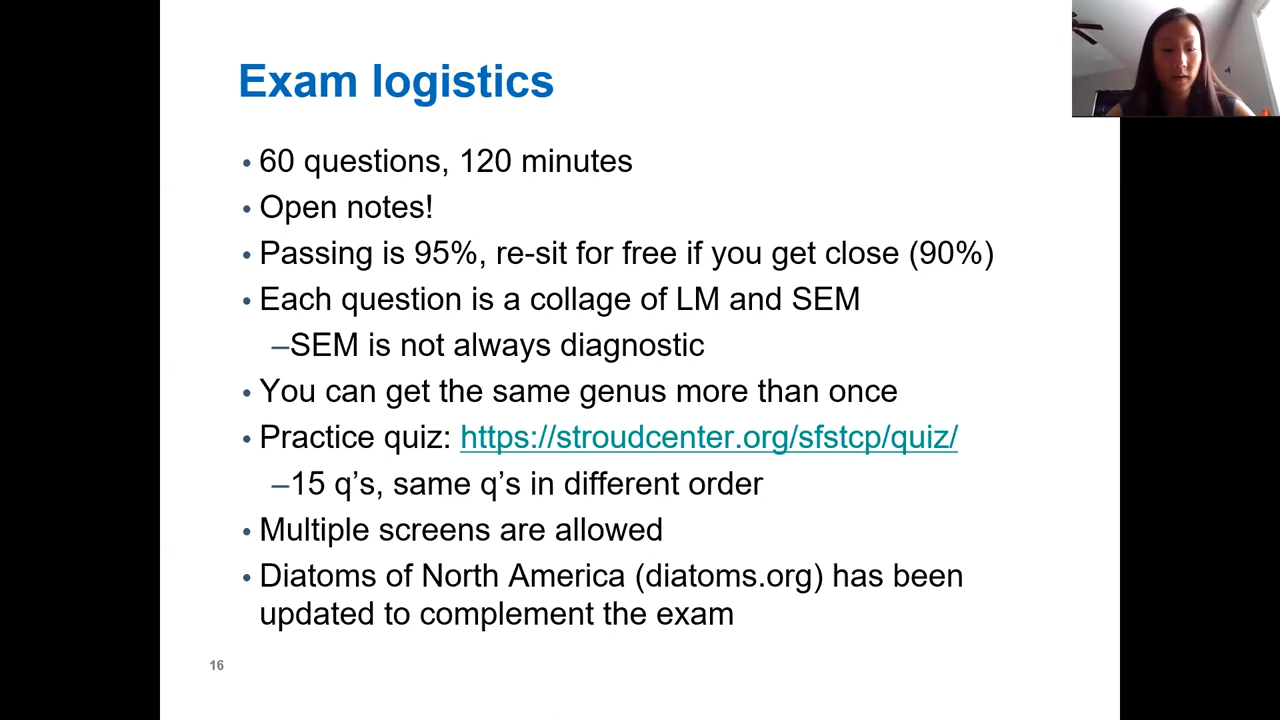 Exam logistics
• 60 questions, 120 minutes
• Open notes!
• Passing is 95%, re-sit for free if you get close (90%)
• Each question is a collage of LM and SEM
–SEM is not always diagnostic
• You can get the same genus more than once
• Practice quiz: https://stroudcenter.org/sfstcp/quiz/
–15 q’s, same q’s in different order
• Multiple screens are allowed
• Diatoms of North America (diatoms.org) has been
updated to complement the exam
16